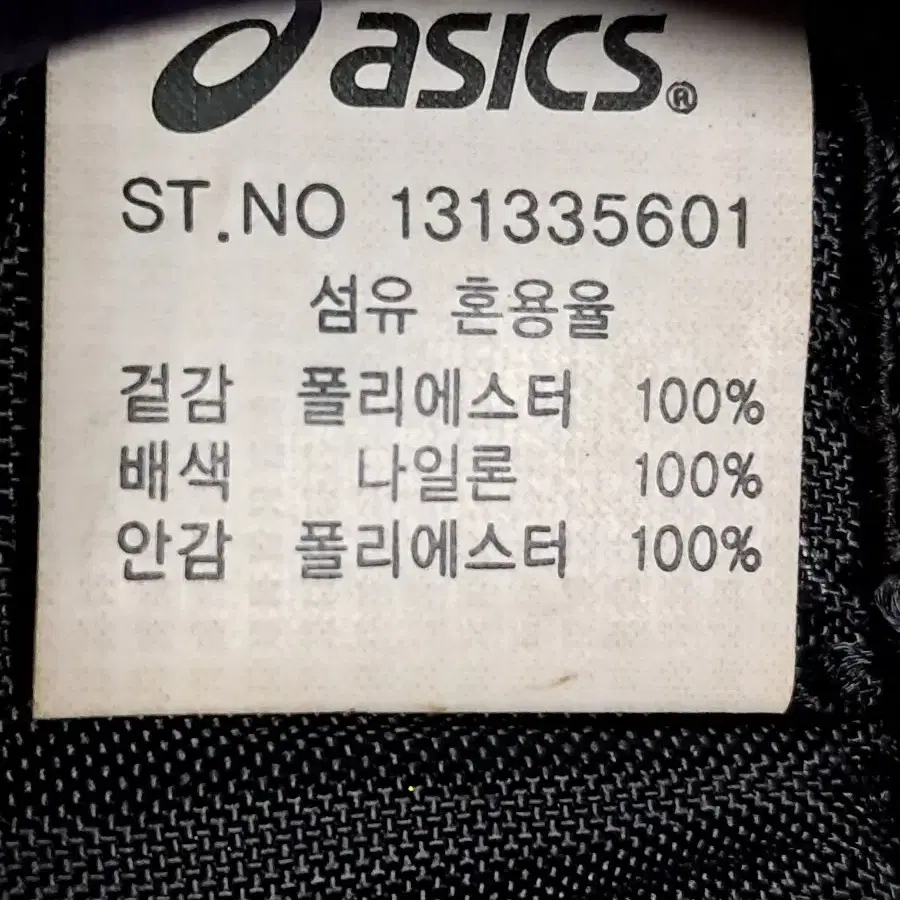 asics®
ST.NO 131335601
섬유 혼용율
겉감 폴리에스터 100%
배색 나일론 100%
안감 폴리에스터 100%